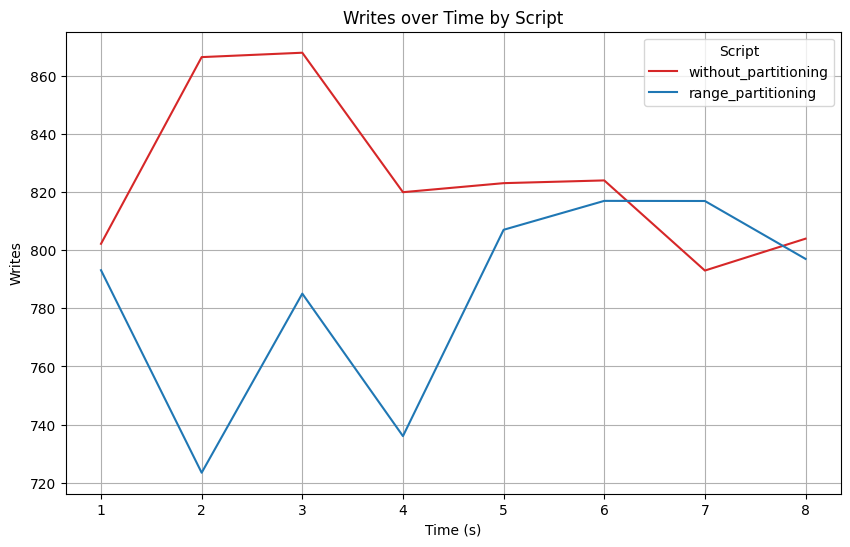 Writes over Time by Script
Script
without_partitioning
range_partitioning
860
840
820
800
780
760
740
720
Writes
1 2 3 4 5 6 7 8
Time (s)